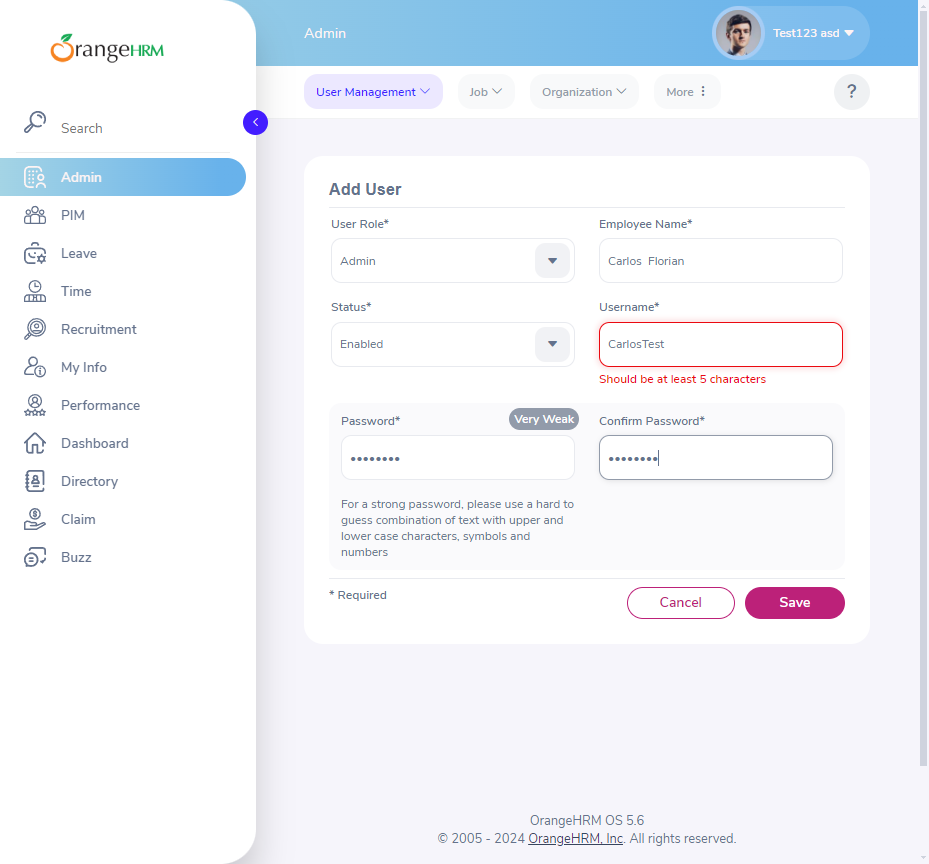 OrangeHRM
Admin
Test123 asd
User Management
Job
Organization
More
?
Search
Admin
PIM
Leave
Time
Recruitment
My Info
Performance
Dashboard
Directory
Claim
Buzz
Add User
User Role*
Employee Name*
Admin
Carlos  Florian
Status*
Username*
Enabled
CarlosTest
Should be at least 5 characters
Password*
Very Weak
Confirm Password*
••••••••
••••••••
For a strong password, please use a hard to
guess combination of text with upper and
lower case characters, symbols and
numbers
* Required
Cancel
Save
OrangeHRM OS 5.6
© 2005 - 2024 OrangeHRM, Inc. All rights reserved.